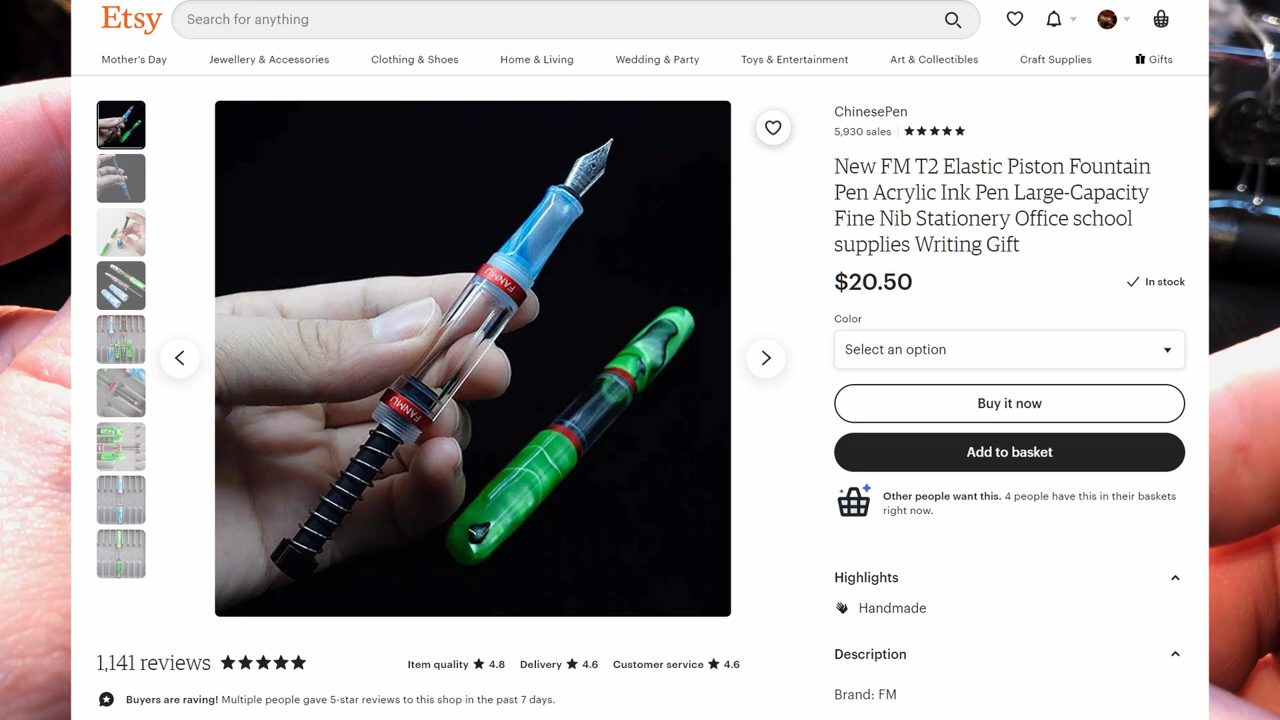 Etsy
Search for anything
Mother's Day
Jewellery & Accessories
Clothing & Shoes
Home & Living
Wedding & Party
Toys & Entertainment
Art & Collectibles
Craft Supplies
Gifts
FANMU
FANMU
ChinesePen
5,930 sales
New FM T2 Elastic Piston Fountain
Pen Acrylic Ink Pen Large-Capacity
Fine Nib Stationery Office school
supplies Writing Gift
$20.50
In stock
Color
Select an option
Buy it now
Add to basket
Other people want this. 4 people have this in their baskets
right now.
Highlights
Handmade
Description
Brand: FM
1,141 reviews
Item quality 4.8 Delivery 4.6 Customer service 4.6
Buyers are raving! Multiple people gave 5-star reviews to this shop in the past 7 days.